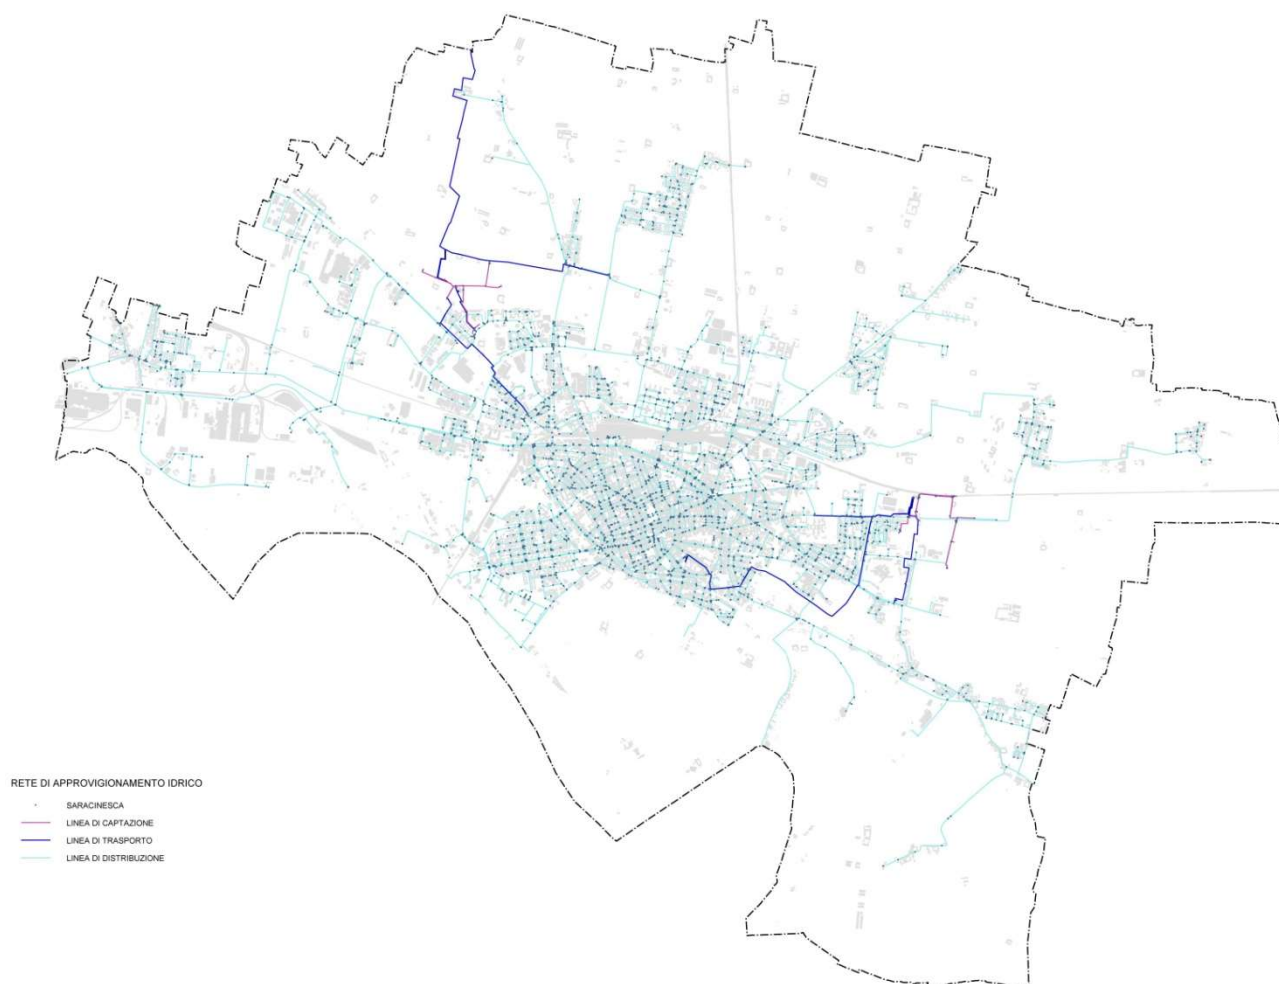 RETE DI APPROVIGIONAMENTO IDRICO
SARACINESCA
LINEA DI CAPTAZIONE
LINEA DI TRASPORTO
LINEA DI DISTRIBUZIONE